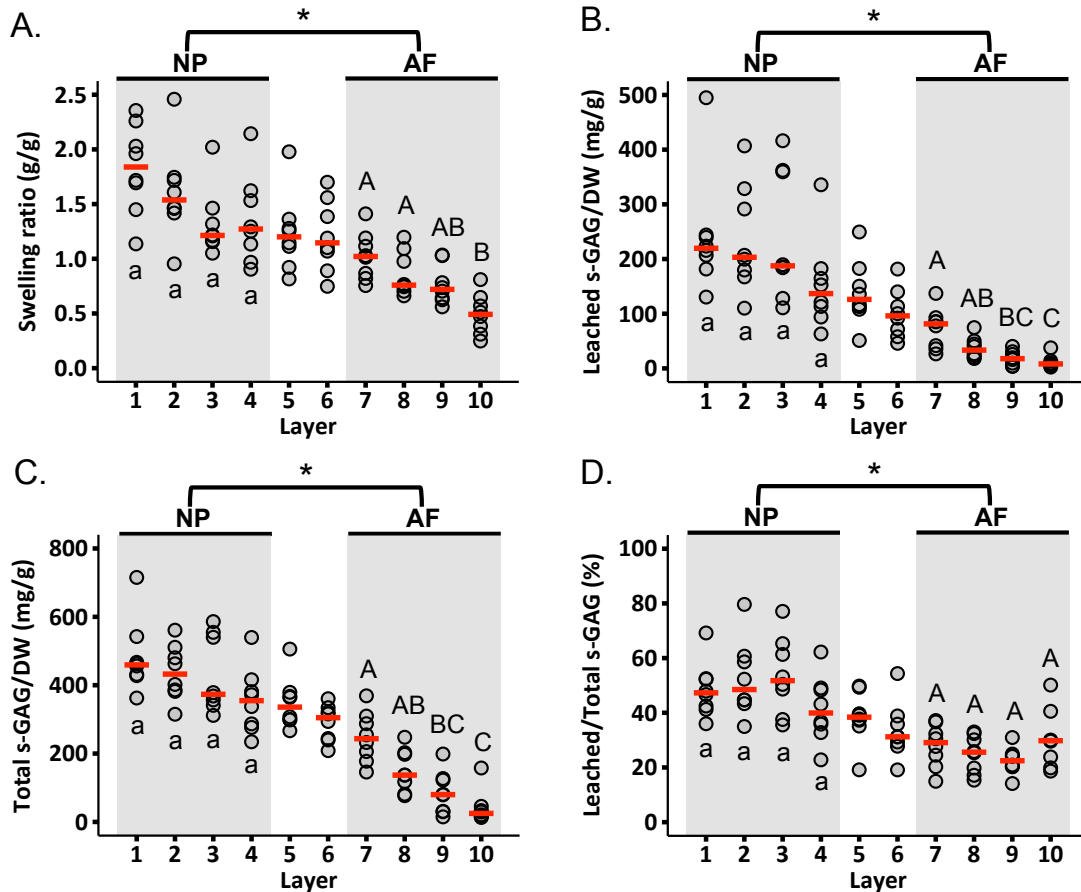 A.
*
NP
AF
Swelling ratio (g/g)
2.5
2.0
1.5
1.0
0.5
0.0
A
A
AB
B
a
a
a
a
1 2 3 4 5 6 7 8 9 10
Layer
B.
*
NP
AF
Leached s-GAG/DW (mg/g)
500
400
300
200
100
0
A
AB
BC
C
a
a
a
a
1 2 3 4 5 6 7 8 9 10
Layer
C.
*
NP
AF
Total s-GAG/DW (mg/g)
800
600
400
200
0
A
AB
BC
C
a
a
a
a
1 2 3 4 5 6 7 8 9 10
Layer
D.
*
NP
AF
Leached/Total s-GAG (%)
100
80
60
40
20
0
A
A
A
A
a
a
a
a
1 2 3 4 5 6 7 8 9 10
Layer